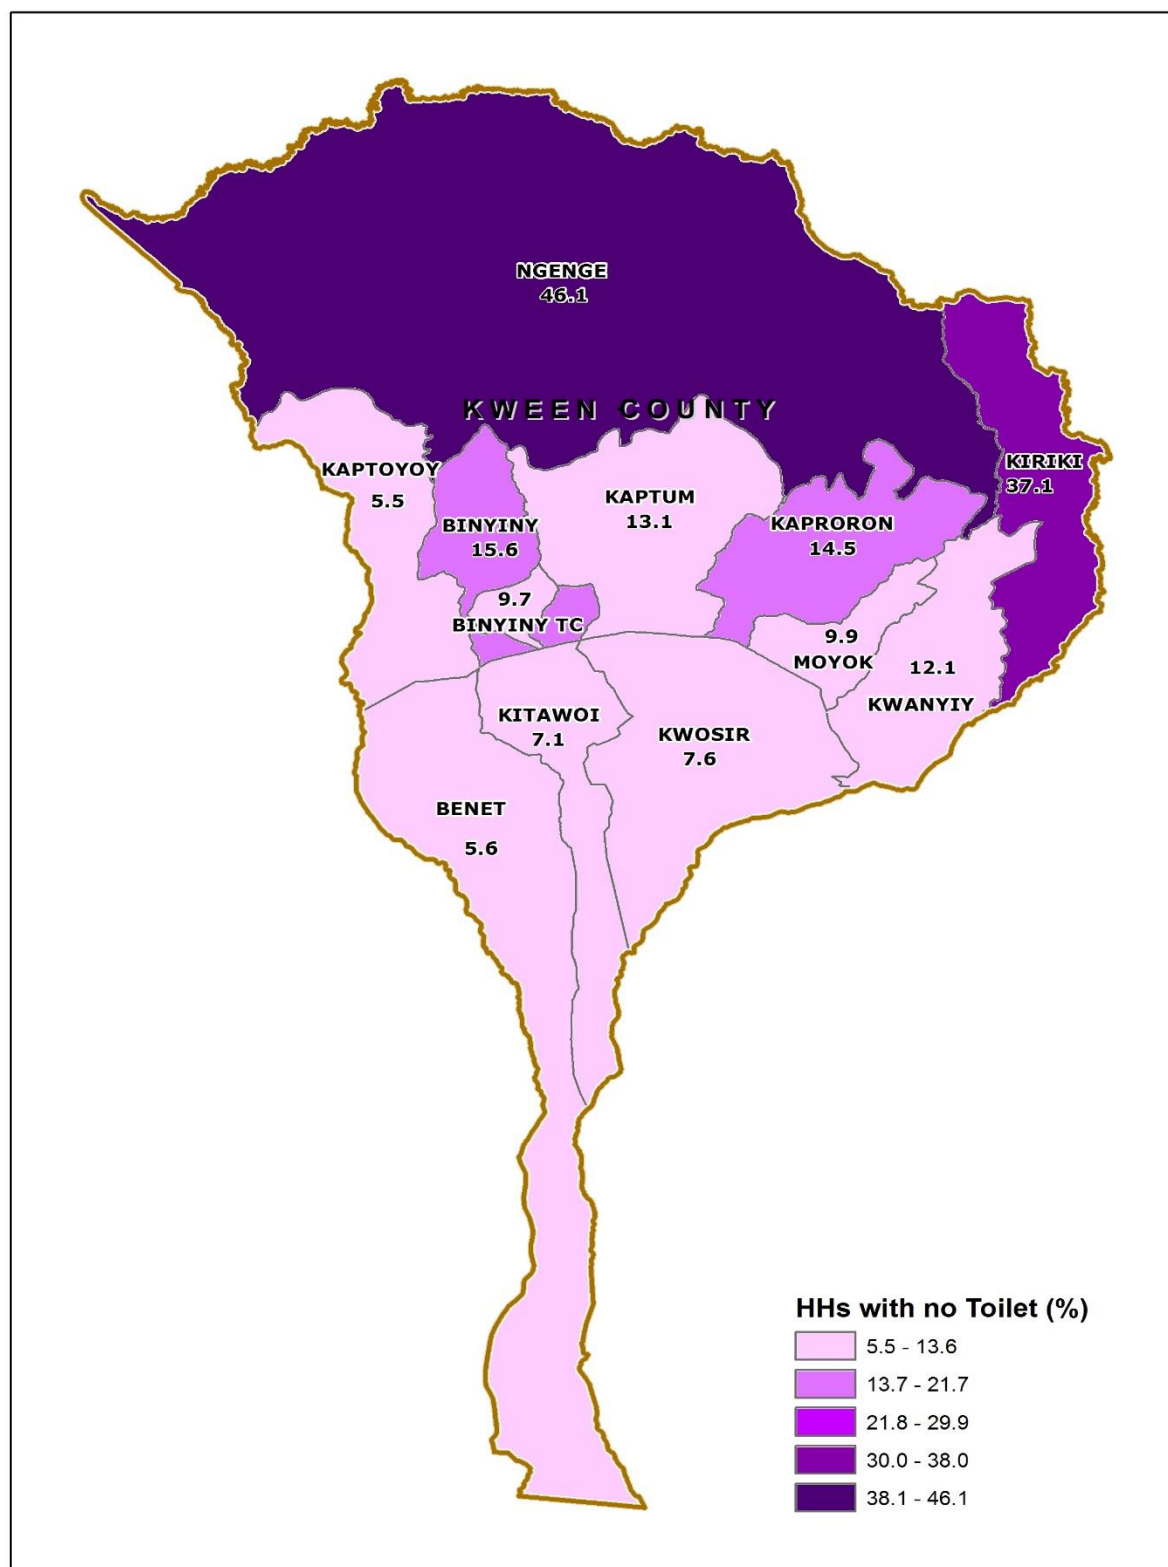 NGENGE
46.1
KWEEN COUNTY
KAPTOYOY
5.5
BINYINY
15.6
KAPTUM
13.1
KAPRORON
14.5
KIRIKI
37.1
9.7
BINYINY TC
9.9
MOYOK
12.1
KWANYIY
KITAWOI
7.1
KWOSIR
7.6
BENET
5.6
HHs with no Toilet (%)
5.5 - 13.6
13.7 - 21.7
21.8 - 29.9
30.0 - 38.0
38.1 - 46.1